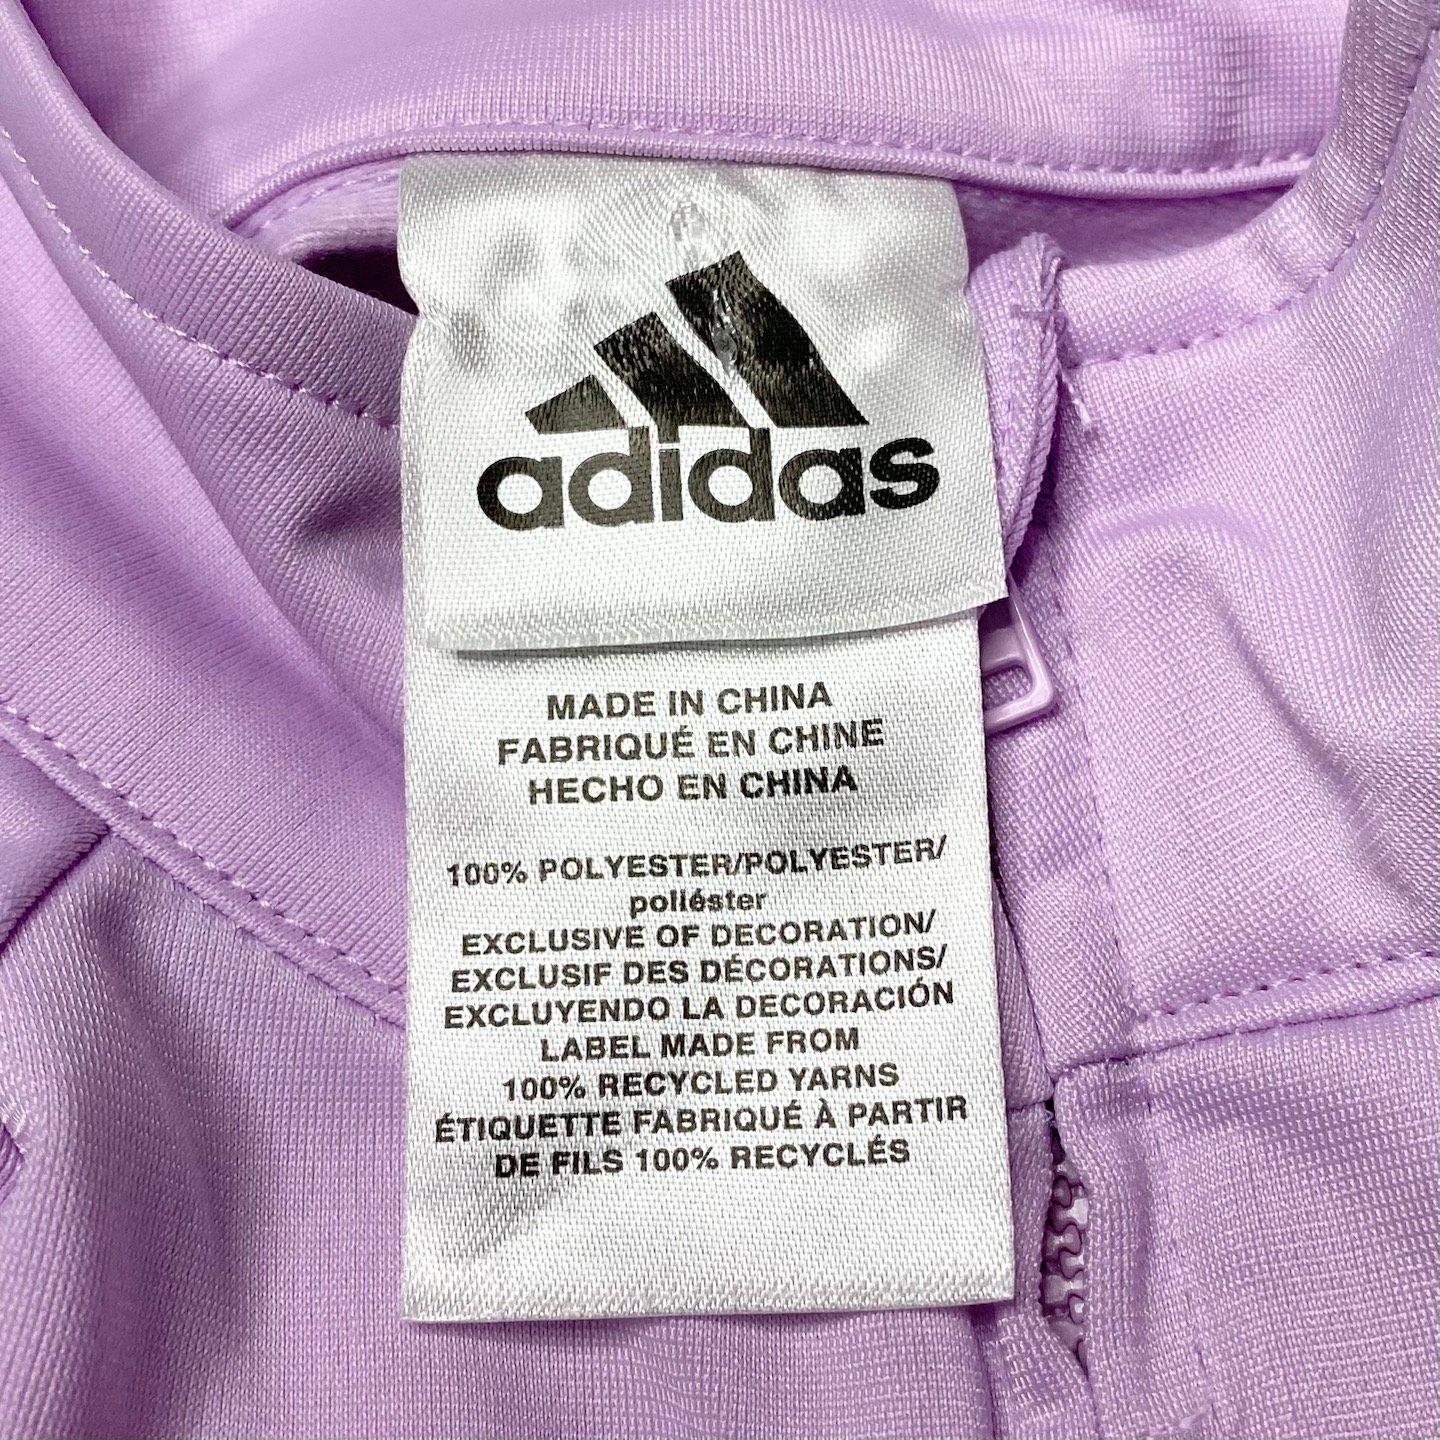 adidas
MADE IN CHINA
FABRIQUÉ EN CHINE
HECHO EN CHINA
100% POLYESTER/POLYESTER/
poliéster
EXCLUSIVE OF DECORATION/
EXCLUSIF DES DÉCORATIONS/
EXCLUYENDO LA DECORACIÓN
LABEL MADE FROM
100% RECYCLED YARNS
ÉTIQUETTE FABRIQUÉ À PARTIR
DE FILS 100% RECYCLÉS